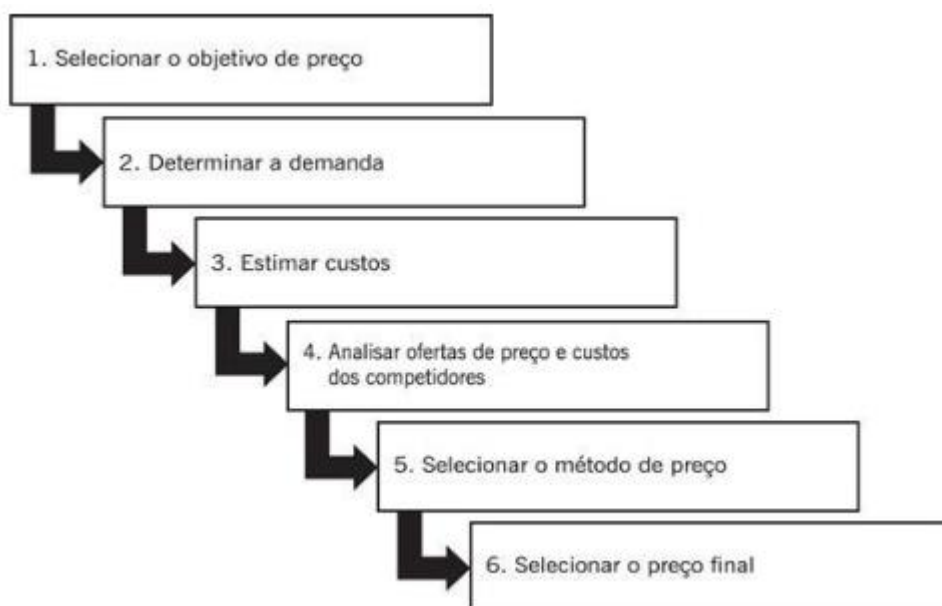 1. Selecionar o objetivo de preço
2. Determinar a demanda
3. Estimar custos
4. Analisar ofertas de preço e custos
dos competidores
5. Selecionar o método de preço
6. Selecionar o preço final